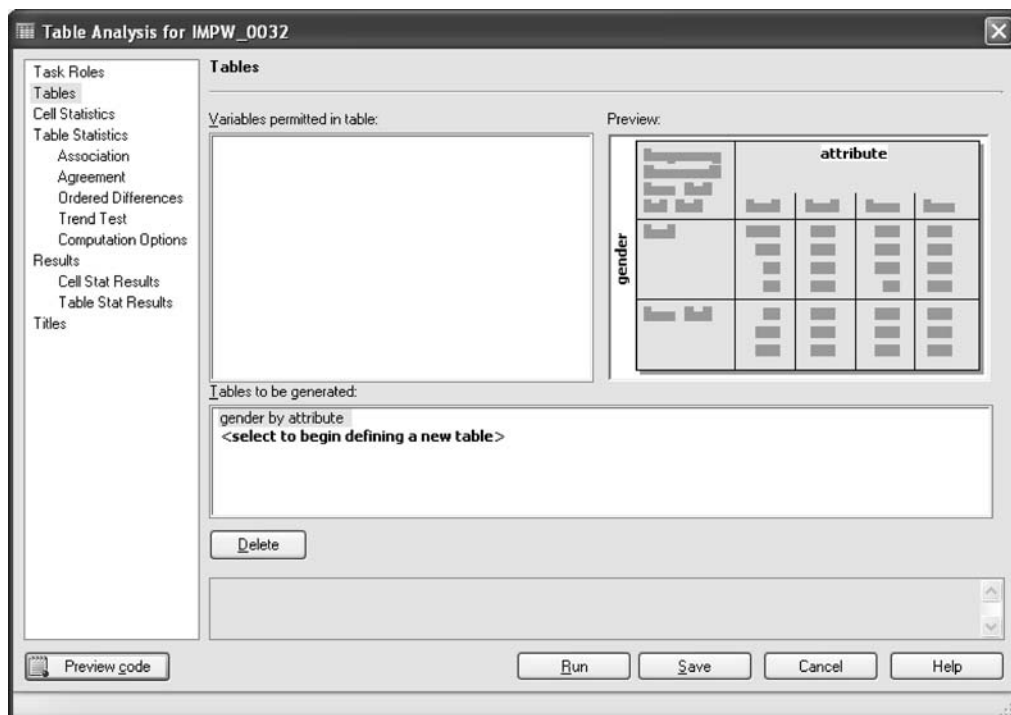 Table Analysis for IMPW_0032
Task Roles
Tables
Cell Statistics
Table Statistics
Association
Agreement
Ordered Differences
Trend Test
Computation Options
Results
Cell Stat Results
Table Stat Results
Titles
Tables
Variables permitted in table:
Preview:
attribute
gender
Tables to be generated:
gender by attribute
<select to begin defining a new table>
Delete
Preview code
Run
Save
Cancel
Help